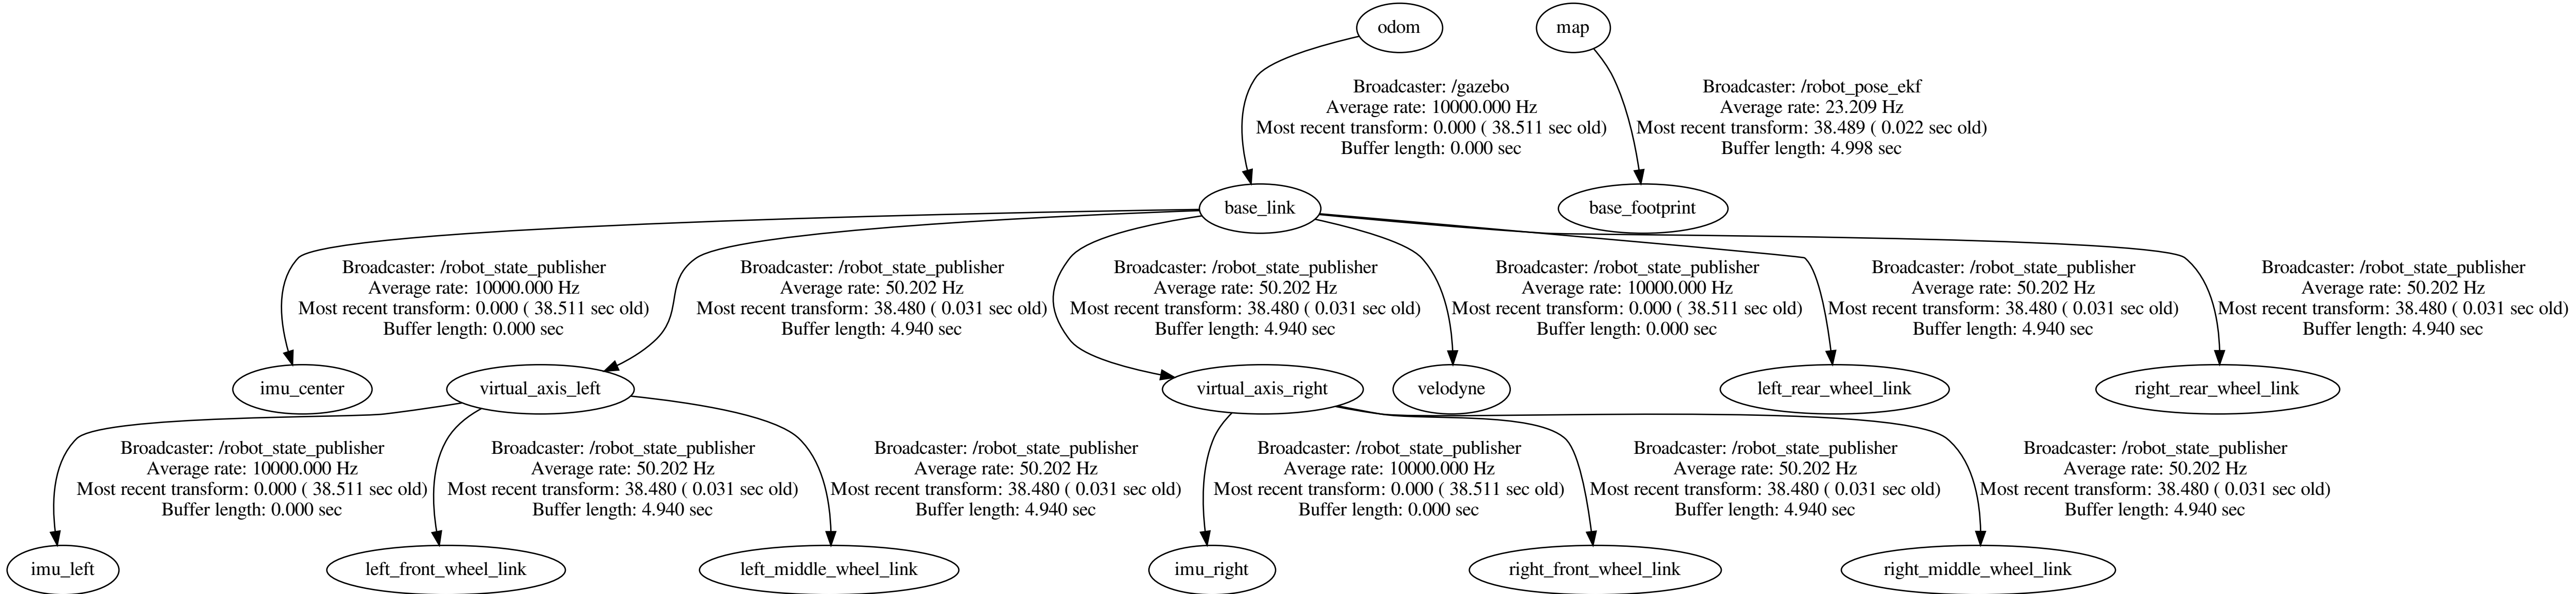 odom
map
Broadcaster: /gazebo
Average rate: 10000.000 Hz
Most recent transform: 0.000 ( 38.511 sec old)
Buffer length: 0.000 sec
Broadcaster: /robot_pose_ekf
Average rate: 23.209 Hz
Most recent transform: 38.489 ( 0.022 sec old)
Buffer length: 4.998 sec
base_link
base_footprint
Broadcaster: /robot_state_publisher
Average rate: 10000.000 Hz
Most recent transform: 0.000 ( 38.511 sec old)
Buffer length: 0.000 sec
Broadcaster: /robot_state_publisher
Average rate: 50.202 Hz
Most recent transform: 38.480 ( 0.031 sec old)
Buffer length: 4.940 sec
Broadcaster: /robot_state_publisher
Average rate: 50.202 Hz
Most recent transform: 38.480 ( 0.031 sec old)
Buffer length: 4.940 sec
Broadcaster: /robot_state_publisher
Average rate: 10000.000 Hz
Most recent transform: 0.000 ( 38.511 sec old)
Buffer length: 0.000 sec
Broadcaster: /robot_state_publisher
Average rate: 50.202 Hz
Most recent transform: 38.480 ( 0.031 sec old)
Buffer length: 4.940 sec
Broadcaster: /robot_state_publisher
Average rate: 50.202 Hz
Most recent transform: 38.480 ( 0.031 sec old)
Buffer length: 4.940 sec
imu_center
virtual_axis_left
virtual_axis_right
velodyne
left_rear_wheel_link
right_rear_wheel_link
Broadcaster: /robot_state_publisher
Average rate: 10000.000 Hz
Most recent transform: 0.000 ( 38.511 sec old)
Buffer length: 0.000 sec
Broadcaster: /robot_state_publisher
Average rate: 50.202 Hz
Most recent transform: 38.480 ( 0.031 sec old)
Buffer length: 4.940 sec
Broadcaster: /robot_state_publisher
Average rate: 50.202 Hz
Most recent transform: 38.480 ( 0.031 sec old)
Buffer length: 4.940 sec
Broadcaster: /robot_state_publisher
Average rate: 10000.000 Hz
Most recent transform: 0.000 ( 38.511 sec old)
Buffer length: 0.000 sec
Broadcaster: /robot_state_publisher
Average rate: 50.202 Hz
Most recent transform: 38.480 ( 0.031 sec old)
Buffer length: 4.940 sec
Broadcaster: /robot_state_publisher
Average rate: 50.202 Hz
Most recent transform: 38.480 ( 0.031 sec old)
Buffer length: 4.940 sec
imu_left
left_front_wheel_link
left_middle_wheel_link
imu_right
right_front_wheel_link
right_middle_wheel_link